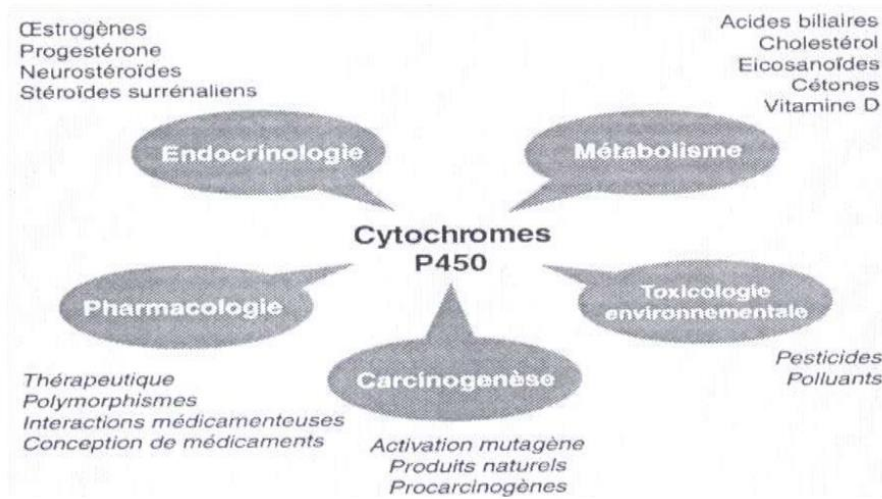 Œstrogènes
Progestérone
Neurostéroïdes
Stéroïdes surrénaliens
Acides biliaires
Cholestérol
Eicosanoïdes
Cétones
Vitamine D
Endocrinologie
Métabolisme
Cytochromes
P450
Pharmacologie
Toxicologie
environnementale
Carcinogenèse
Thérapeutique
Polymorphismes
Interactions médicamenteuses
Conception de médicaments
Pesticides
Polluants
Activation mutagène
Produits naturels
Procarcinogènes